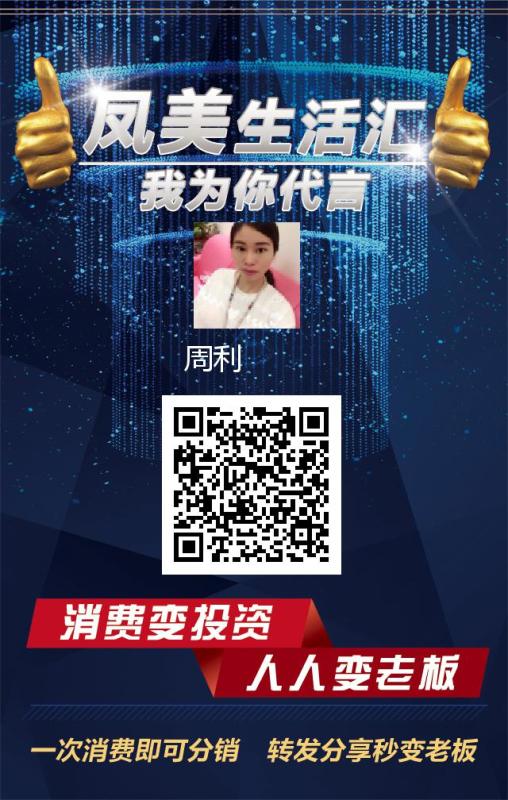 凤美生活汇
我为你代言
周利
消费变投资
人人变老板
一次消费即可分销 转发分享秒变老板